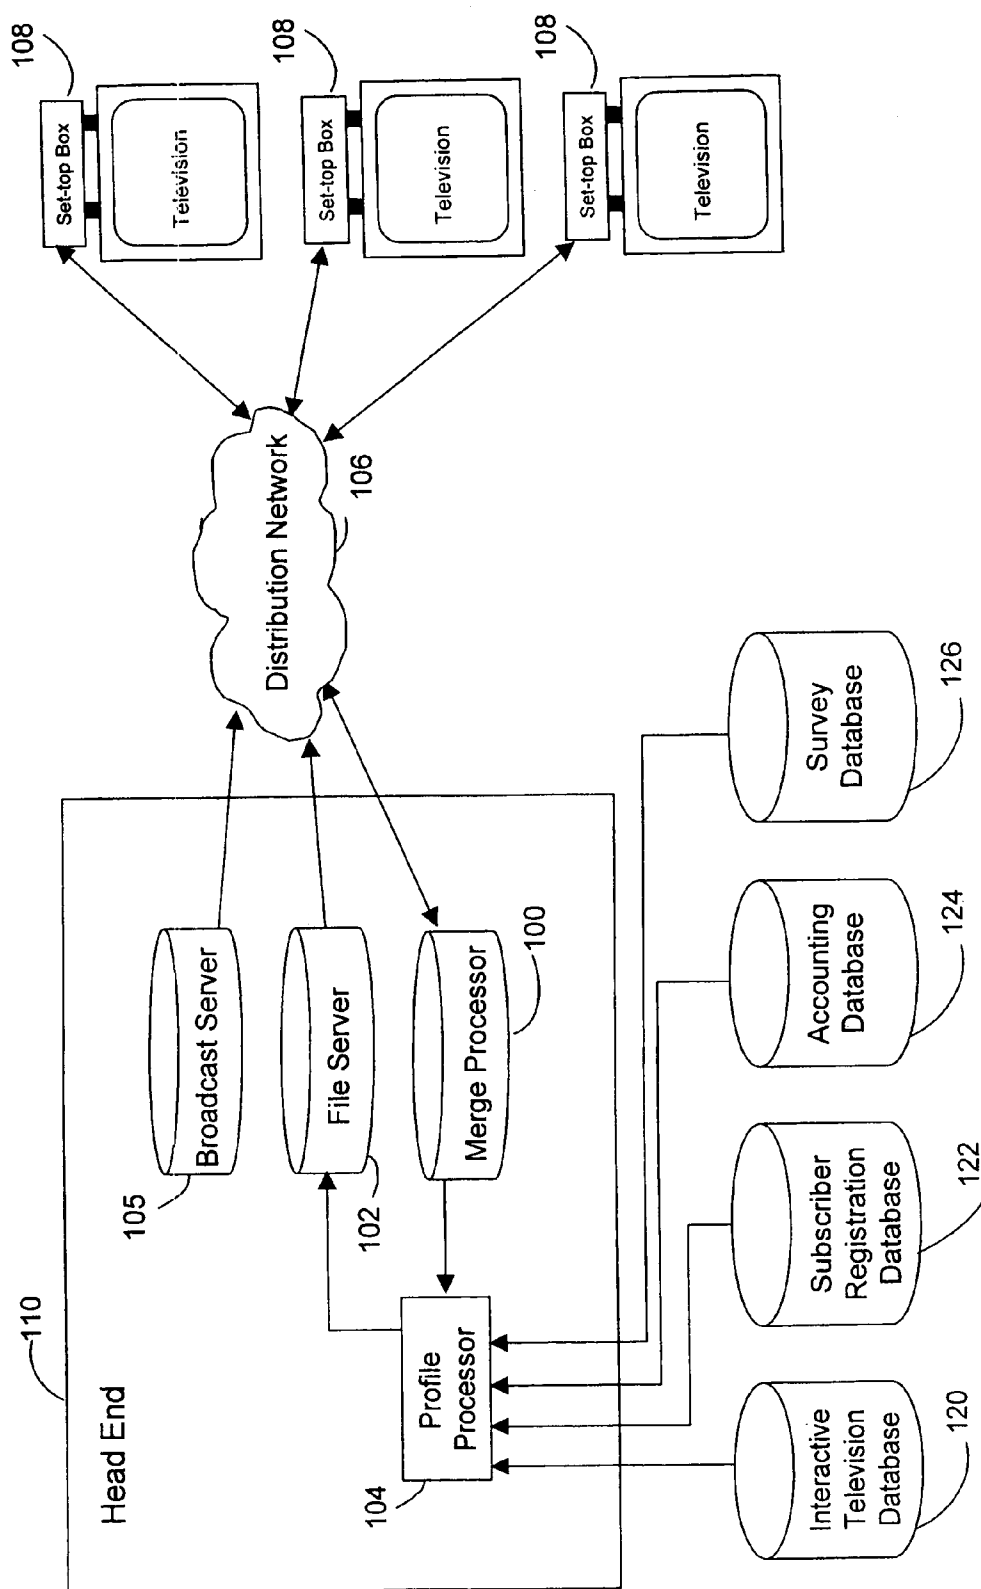 110
Head End
105
Broadcast Server
102
File Server
100
Merge Processor
104
Profile
Processor
Distribution Network
106
108
Set-top Box
Television
108
Set-top Box
Television
108
Set-top Box
Television
Interactive
Television
Database
120
Subscriber
Registration
Database
122
Accounting
Database
124
Survey
Database
126